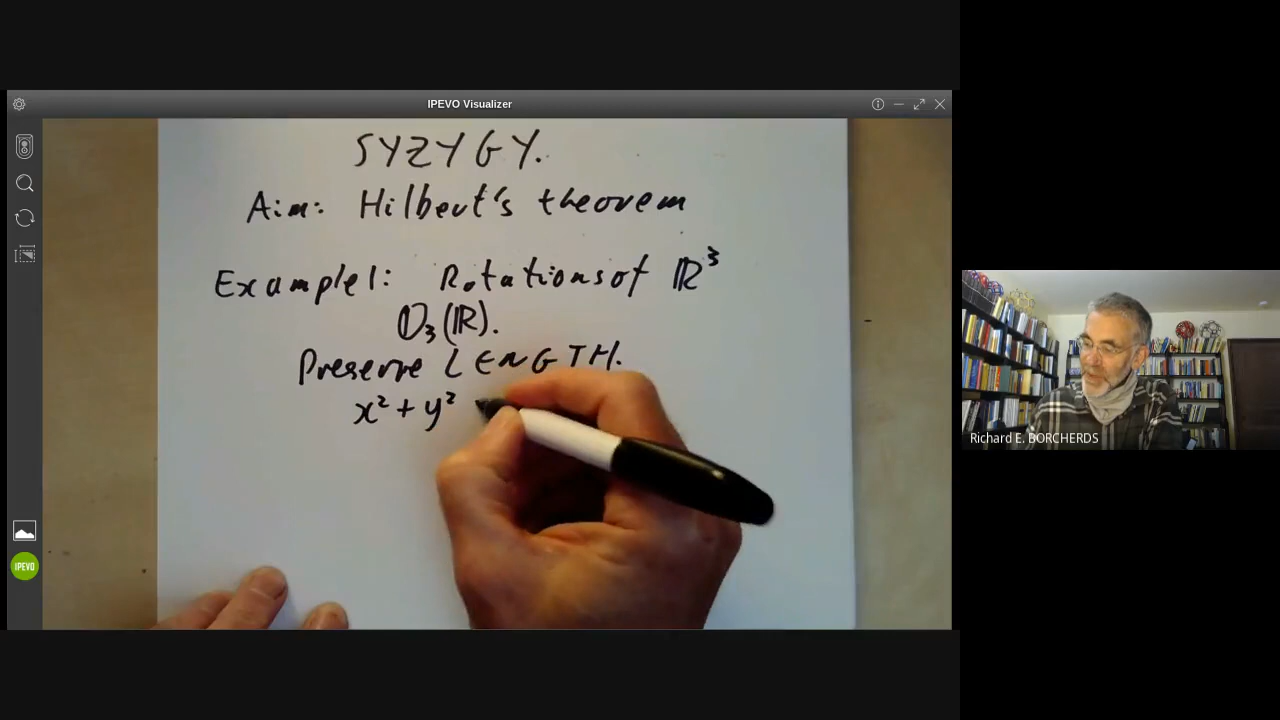 IPEVO Visualizer
SYZYGY.
Aim: Hilbert's theorem
Example 1: Rotations of ℝ³
O₃(ℝ).
Preserve LENGTH.
x² + y²
IPEVO
Richard E. BORCHERDS